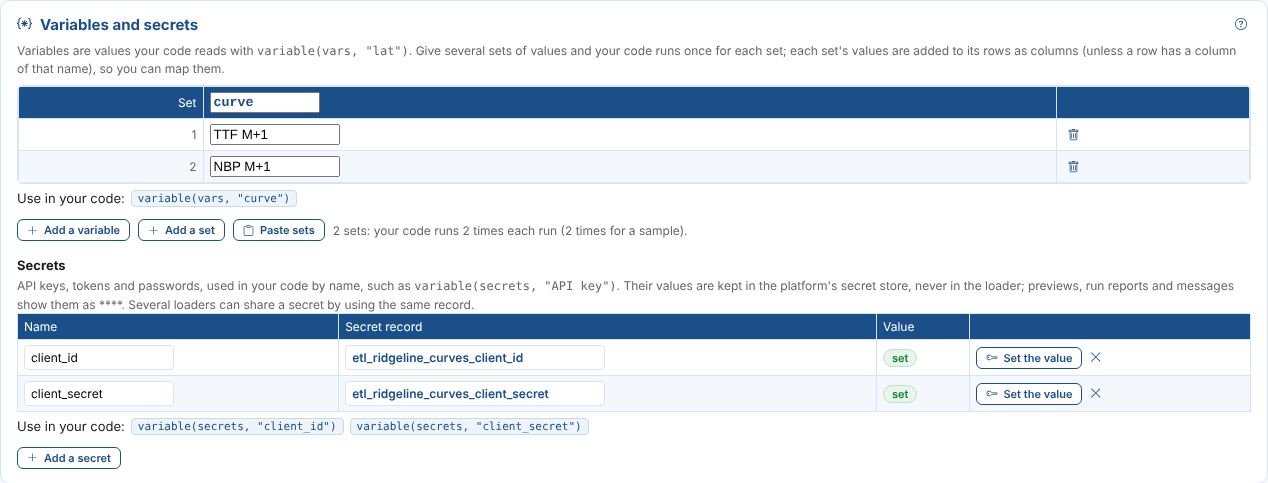 Variables and secrets
Variables are values your code reads with variable(vars, "lat"). Give several sets of values and your code runs once for each set; each set's values are added to its rows as columns (unless a row has a column
of that name), so you can map them.
Set curve
1 TTF M+1
2 NBP M+1
Use in your code: variable(vars, "curve")
+ Add a variable + Add a set Paste sets 2 sets: your code runs 2 times each run (2 times for a sample).
Secrets
API keys, tokens and passwords, used in your code by name, such as variable(secrets, "API key"). Their values are kept in the platform's secret store, never in the loader; previews, run reports and messages
show them as ****. Several loaders can share a secret by using the same record.
Name Secret record Value
client_id etl_ridgeline_curves_client_id set Set the value
client_secret etl_ridgeline_curves_client_secret set Set the value
Use in your code: variable(secrets, "client_id") variable(secrets, "client_secret")
+ Add a secret